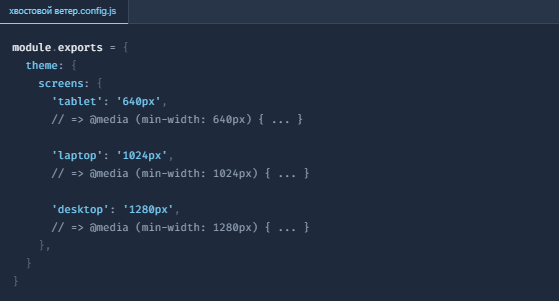 хвостовой ветер.config.js
module.exports = {
  theme: {
    screens: {
      'tablet': '640px',
      // => @media (min-width: 640px) { ... }
      'laptop': '1024px',
      // => @media (min-width: 1024px) { ... }
      'desktop': '1280px',
      // => @media (min-width: 1280px) { ... }
    },
  }
}